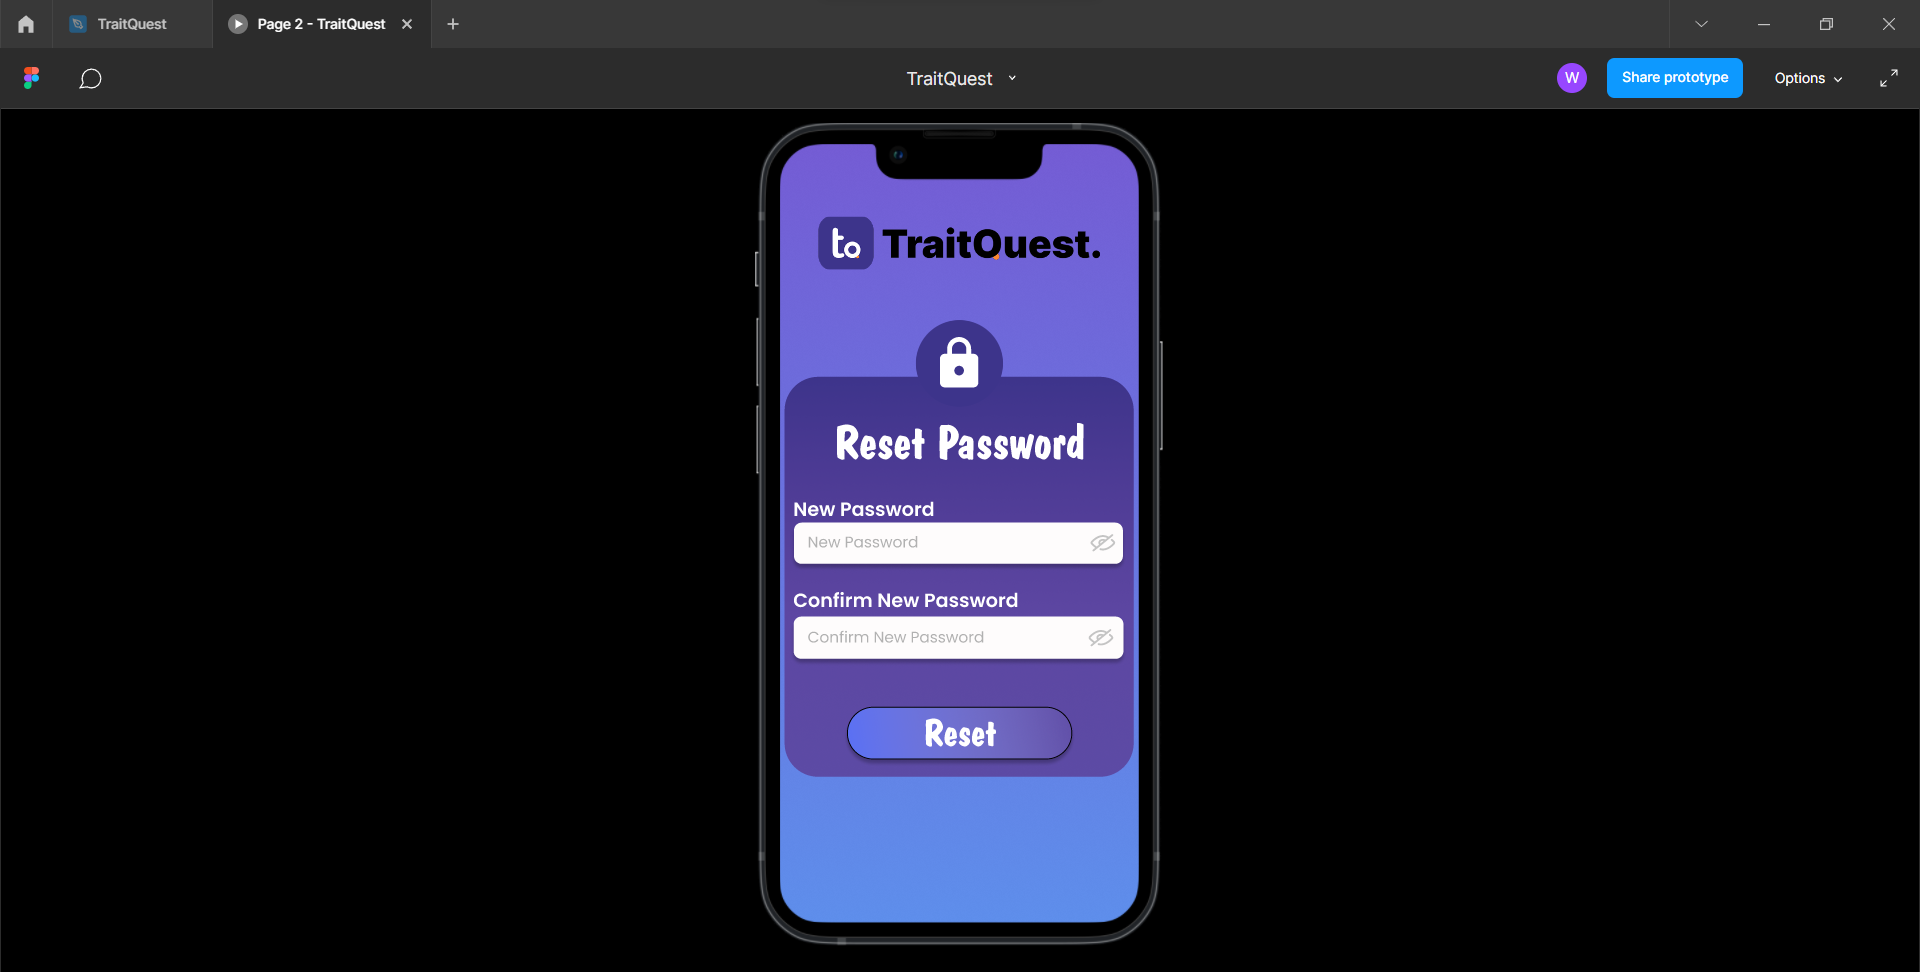 TraitQuest
Page 2 - TraitQuest
TraitQuest
W
Share prototype
Options
to
TraitQuest.
Reset Password
New Password
New Password
Confirm New Password
Confirm New Password
Reset